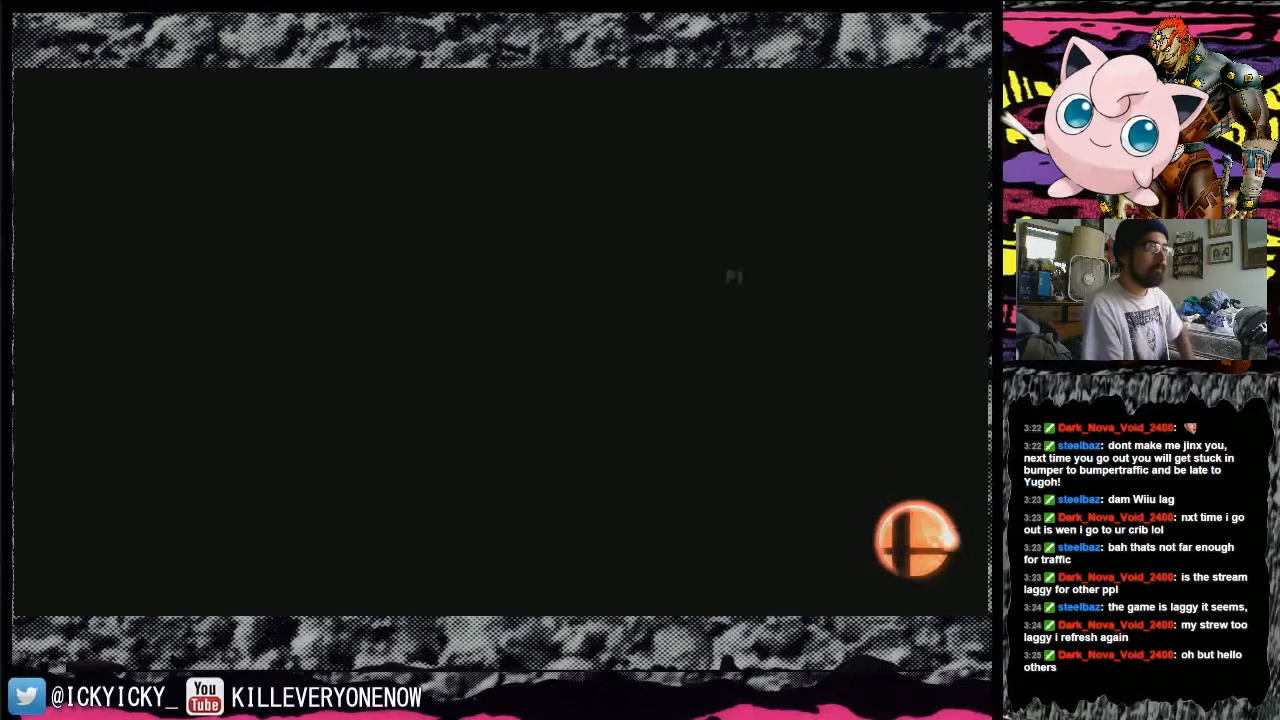 P1
3:22 Dark_Nova_Void_2400:
3:22 steelbaz: dont make me jinx you,
next time you go out you will get stuck in
bumper to bumpertraffic and be late to
Yugoh!
3:23 steelbaz: dam Wiiu lag
3:23 Dark_Nova_Void_2400: nxt time i go
out is wen i go to ur crib lol
3:23 steelbaz: bah thats not far enough
for traffic
3:23 Dark_Nova_Void_2400: is the stream
laggy for other ppl
3:24 steelbaz: the game is laggy it seems,
3:24 Dark_Nova_Void_2400: my strew too
laggy i refresh again
3:25 Dark_Nova_Void_2400: oh but hello
others
@ICKYICKY_ You Tube KILLEVERYONENOW